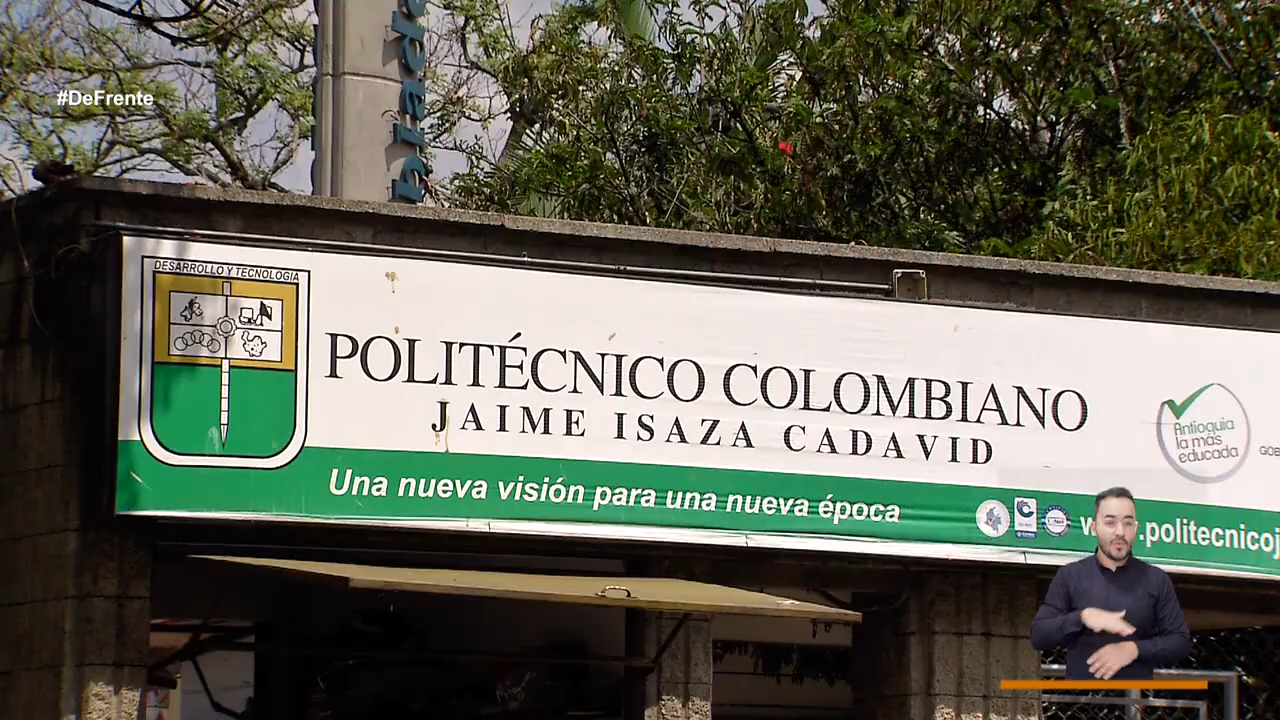 #DeFrente
DESARROLLO Y TECNOLOGIA
POLITÉCNICO COLOMBIANO
JAIME ISAZA CADAVID
Antioquia
la más
educada
Una nueva visión para una nueva época
.politecnicoj